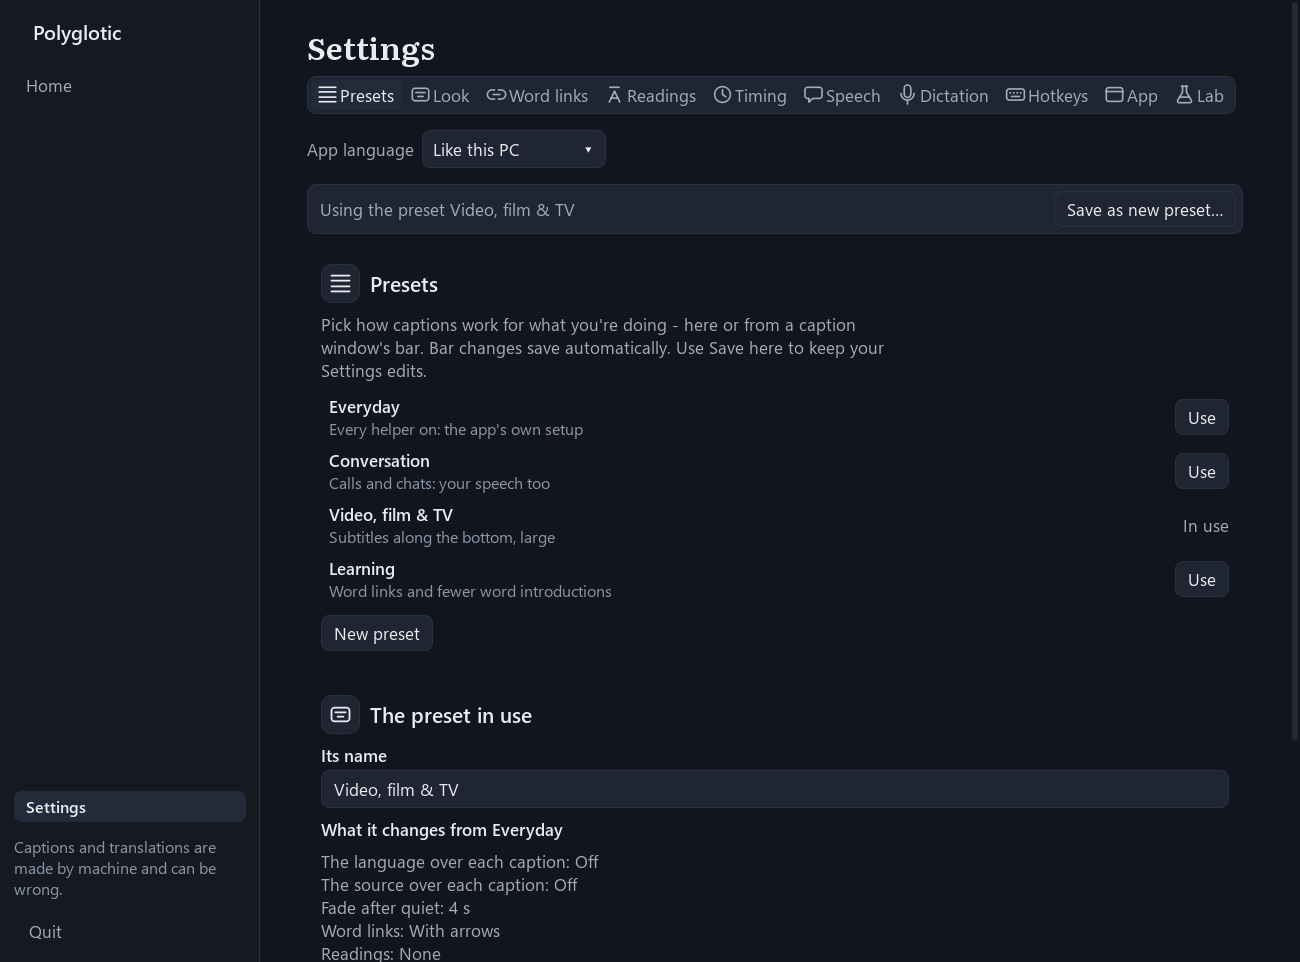 Polyglotic
Home
Settings
Presets
Look
Word links
Readings
Timing
Speech
Dictation
Hotkeys
App
Lab
App language
Like this PC
Using the preset Video, film & TV
Save as new preset...
Presets
Pick how captions work for what you're doing - here or from a caption
window's bar. Bar changes save automatically. Use Save here to keep your
Settings edits.
Everyday
Every helper on: the app's own setup
Use
Conversation
Calls and chats: your speech too
Use
Video, film & TV
Subtitles along the bottom, large
In use
Learning
Word links and fewer word introductions
Use
New preset
The preset in use
Its name
Video, film & TV
What it changes from Everyday
The language over each caption: Off
The source over each caption: Off
Fade after quiet: 4 s
Word links: With arrows
Readings: None
Settings
Captions and translations are
made by machine and can be
wrong.
Quit